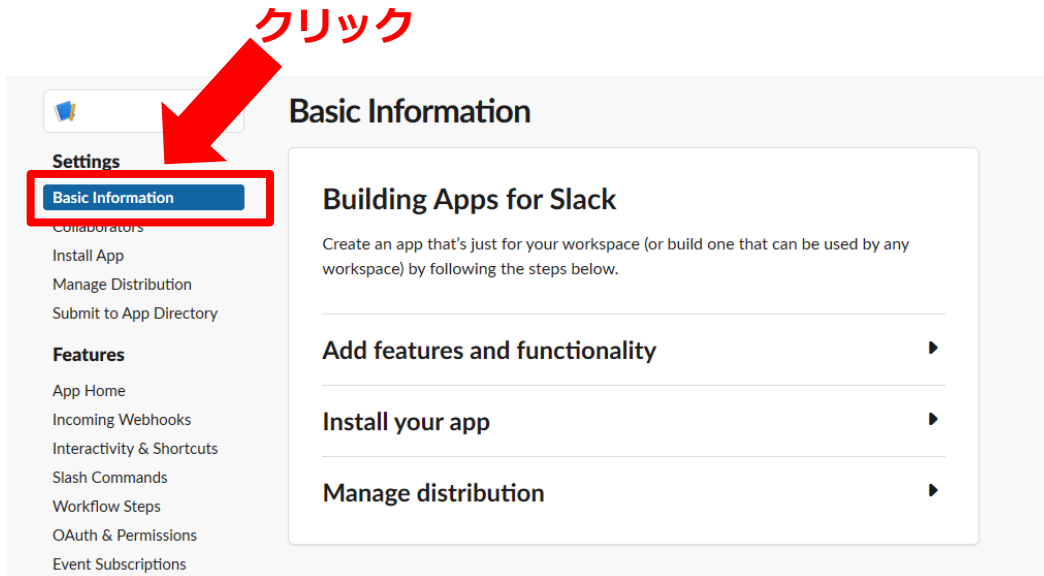 クリック
Basic Information
Settings
Basic Information
Collaborators
Install App
Manage Distribution
Submit to App Directory
Features
App Home
Incoming Webhooks
Interactivity & Shortcuts
Slash Commands
Workflow Steps
OAuth & Permissions
Event Subscriptions
Building Apps for Slack
Create an app that's just for your workspace (or build one that can be used by any
workspace) by following the steps below.
Add features and functionality
Install your app
Manage distribution